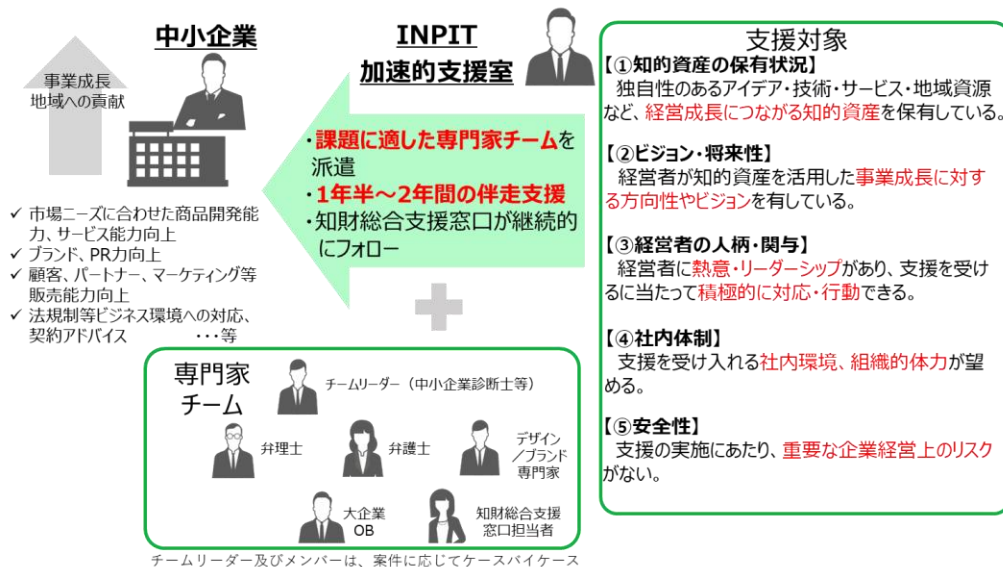 事業成長
地域への貢献
中小企業
✓ 市場ニーズに合わせた商品開発能
力、サービス能力向上
✓ ブランド、PR力向上
✓ 顧客、パートナー、マーケティング等
販売能力向上
✓ 法規制等ビジネス環境への対応、
契約アドバイス　　　・・・等
INPIT
加速的支援室
・課題に適した専門家チームを
派遣
・1年半～2年間の伴走支援
・知財総合支援窓口が継続的
にフォロー
専門家
チーム
チームリーダー（中小企業診断士等）
弁理士
弁護士
デザイン
／ブランド
専門家
大企業
OB
知財総合支援
窓口担当者
チームリーダー及びメンバーは、案件に応じてケースバイケース
支援対象
【①知的資産の保有状況】
独自性のあるアイデア・技術・サービス・地域資源
など、経営成長につながる知的資産を保有している。
【②ビジョン・将来性】
経営者が知的資産を活用した事業成長に対す
る方向性やビジョンを有している。
【③経営者の人柄・関与】
経営者に熱意・リーダーシップがあり、支援を受け
るに当たって積極的に対応・行動できる。
【④社内体制】
支援を受け入れる社内環境、組織的体力が望
める。
【⑤安全性】
支援の実施にあたり、重要な企業経営上のリスク
がない。